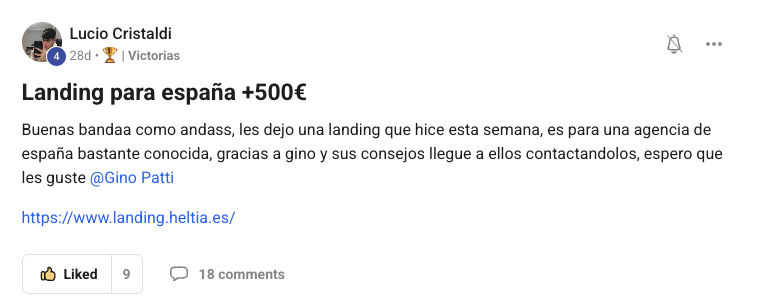 Lucio Cristaldi
4
28d • 🏆 | Victorias
Landing para españa +500€
Buenas bandaa como andass, les dejo una landing que hice esta semana, es para una agencia de
españa bastante conocida, gracias a gino y sus consejos llegue a ellos contactandolos, espero que
les guste @Gino Patti
https://www.landing.heltia.es/
Liked 9 18 comments